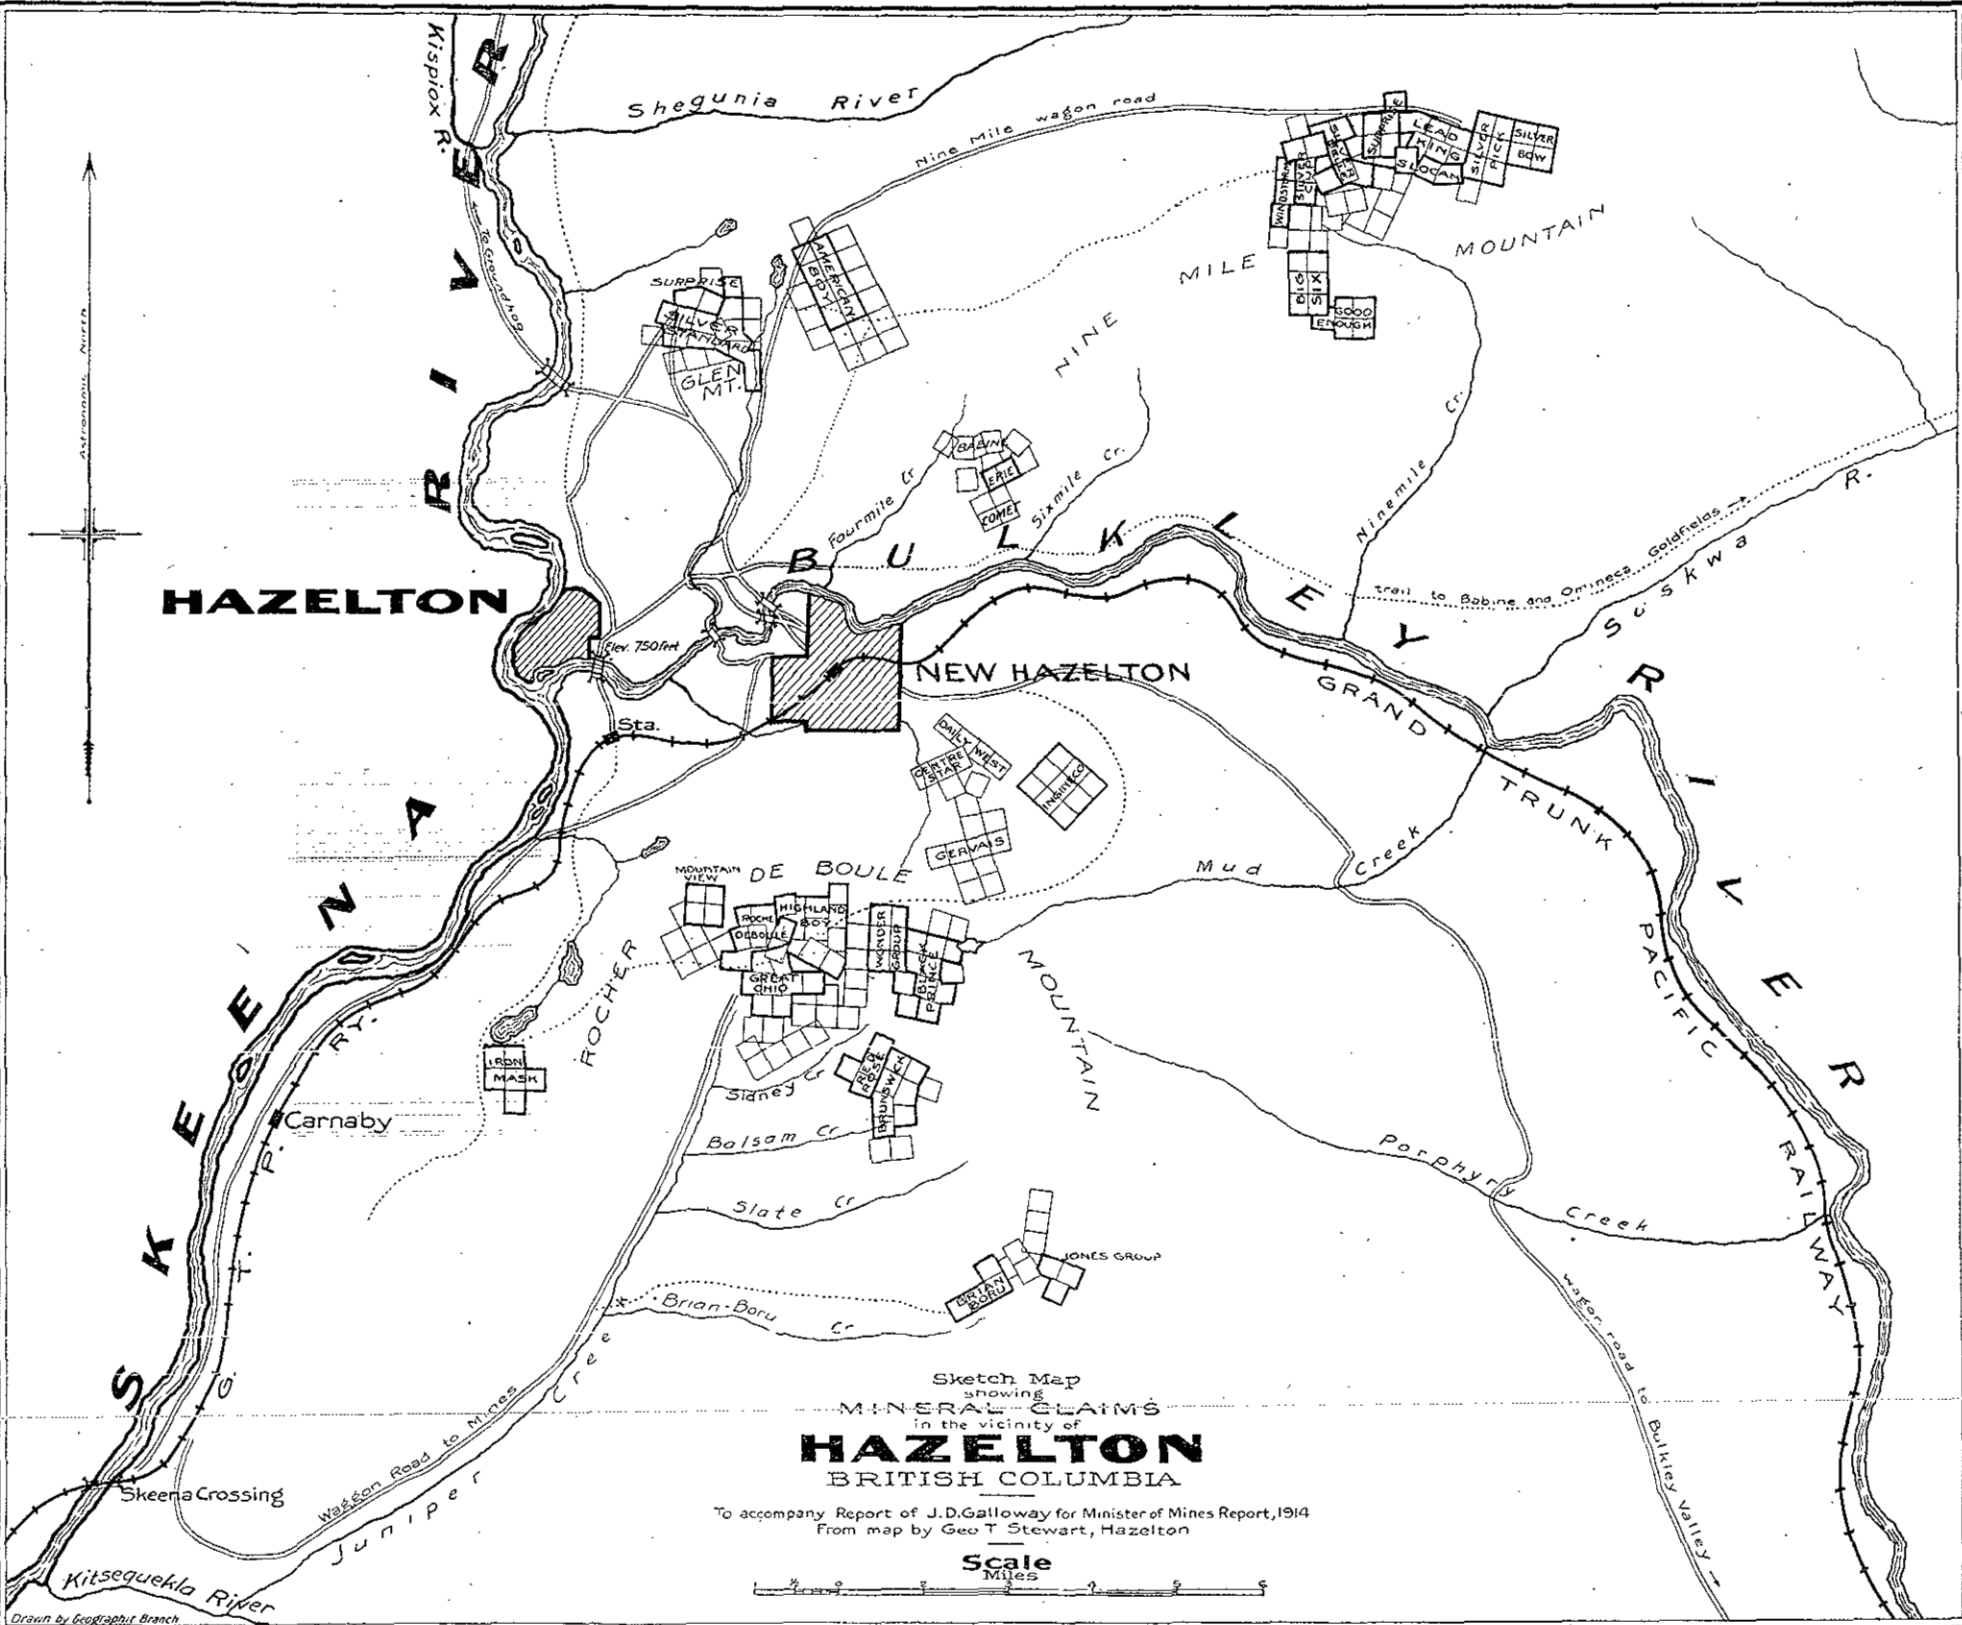 Kispiox R.
Shegunia River
Nine Mile wagon road
To Groundhog
Astronomic North
SKEENA RIVER
SURPRISE
SILVER STANDARD
GLEN MT.
AMERICAN BOY
SURPRISE
LEAD KING
SLOCAN
SILVER PICK
SILVER BOW
SILVER CUP
WINDSTORM
BIG SIX
GOOD ENOUGH
NINE MILE MOUNTAIN
BABINE
ERIE
COMET
Fourmile Cr
Sixmile Cr.
Ninemile Cr.
trail to Babine and Omineca Goldfields
Suskwa R.
BULKLEY RIVER
HAZELTON
Elev. 750 feet
NEW HAZELTON
Sta.
GRAND TRUNK PACIFIC RAILWAY
DAILY WEST
CENTRE STAR
INGINECO
GERVAIS
Mud Creek
MOUNTAIN VIEW
ROCHER DE BOULE MOUNTAIN
ROCHE DEBOULE
HIGHLAND BOY
WONDER GROUP
BLACK PRINCE
GREAT OHIO
IRON MASK
RED ROSE
BRUNSWICK
Sidney Cr
Balsam Cr
Slate Cr
Brian-Boru Cr
BRIAN BORU
JONES GROUP
Porphyry Creek
wagon road to Bulkley Valley
Carnaby
G. T. P. RY.
Skeena Crossing
Waggon Road to Mines
Juniper Creek
Kitsequekla River
Drawn by Geographic Branch
Sketch Map
showing
MINERAL CLAIMS
in the vicinity of
HAZELTON
BRITISH COLUMBIA
To accompany Report of J.D.Galloway for Minister of Mines Report, 1914
From map by Geo T Stewart, Hazelton
Scale
Miles